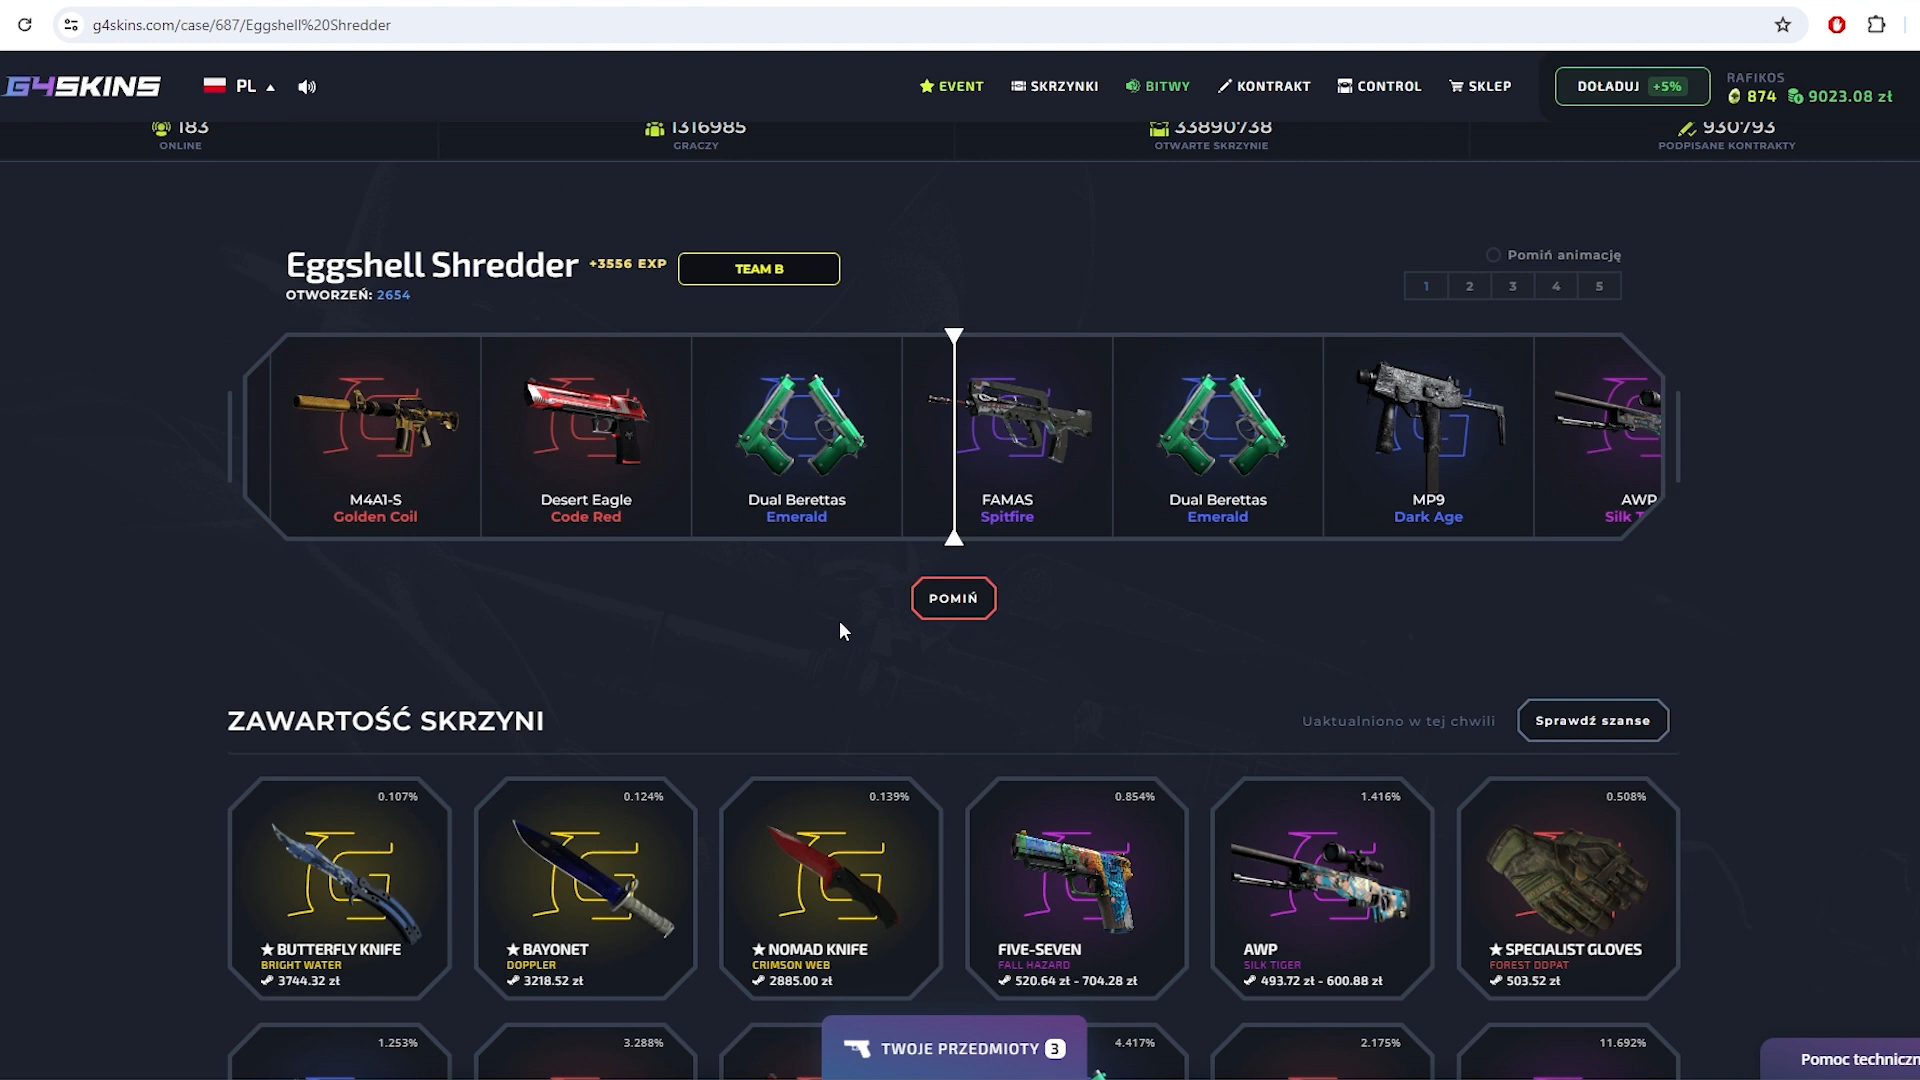 g4skins.com/case/687/Eggshell%20Shredder
G4SKINS
PL
EVENT
SKRZYNKI
BITWY
KONTRAKT
CONTROL
SKLEP
DOŁADUJ +5%
RAFIKOS
874 9023.08 zł
183
ONLINE
1316985
GRACZY
33890738
OTWARTE SKRZYNIE
930793
PODPISANE KONTRAKTY
Eggshell Shredder +3556 EXP
TEAM B
OTWORZEŃ: 2654
Pomiń animację
1 2 3 4 5
M4A1-S
Golden Coil
Desert Eagle
Code Red
Dual Berettas
Emerald
FAMAS
Spitfire
Dual Berettas
Emerald
MP9
Dark Age
AWP
Silk T
POMIŃ
ZAWARTOŚĆ SKRZYNI
Uaktualniono w tej chwili
Sprawdź szanse
0.107%
★ BUTTERFLY KNIFE
BRIGHT WATER
3744.32 zł
0.124%
★ BAYONET
DOPPLER
3218.52 zł
0.139%
★ NOMAD KNIFE
CRIMSON WEB
2885.00 zł
0.854%
FIVE-SEVEN
FALL HAZARD
520.64 zł - 704.28 zł
1.416%
AWP
SILK TIGER
493.72 zł - 600.88 zł
0.508%
★ SPECIALIST GLOVES
FOREST DDPAT
503.52 zł
1.253%
3.288%
4.417%
2.175%
11.692%
TWOJE PRZEDMIOTY 3
Pomoc techniczn